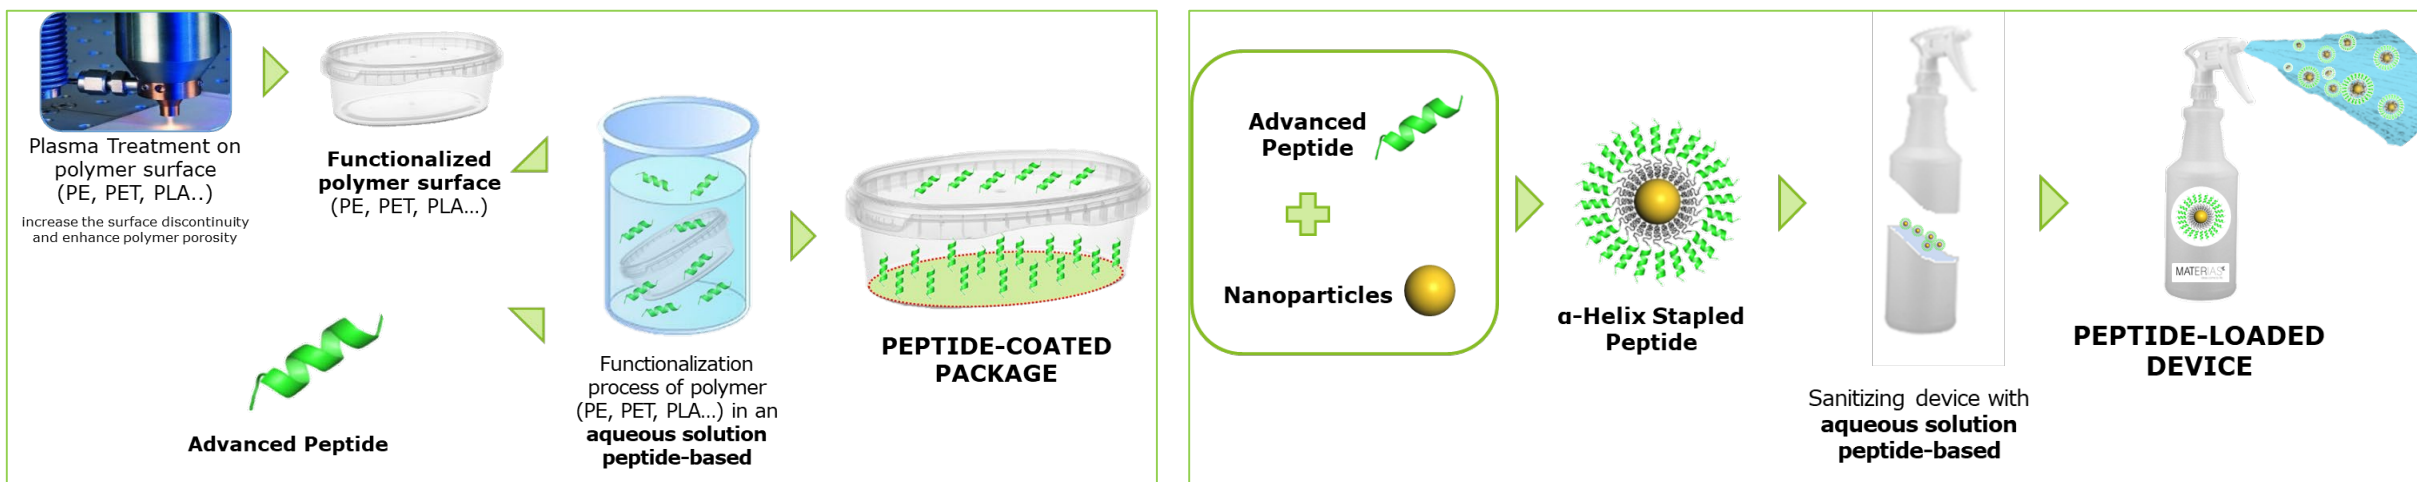 Plasma Treatment on
polymer surface
(PE, PET, PLA..)
increase the surface discontinuity
and enhance polymer porosity
Functionalized
polymer surface
(PE, PET, PLA...)
Advanced Peptide
Functionalization
process of polymer
(PE, PET, PLA...) in an
aqueous solution
peptide-based
PEPTIDE-COATED
PACKAGE
Advanced
Peptide
Nanoparticles
α-Helix Stapled
Peptide
Sanitizing device with
aqueous solution
peptide-based
MATERIAS
PEPTIDE-LOADED
DEVICE